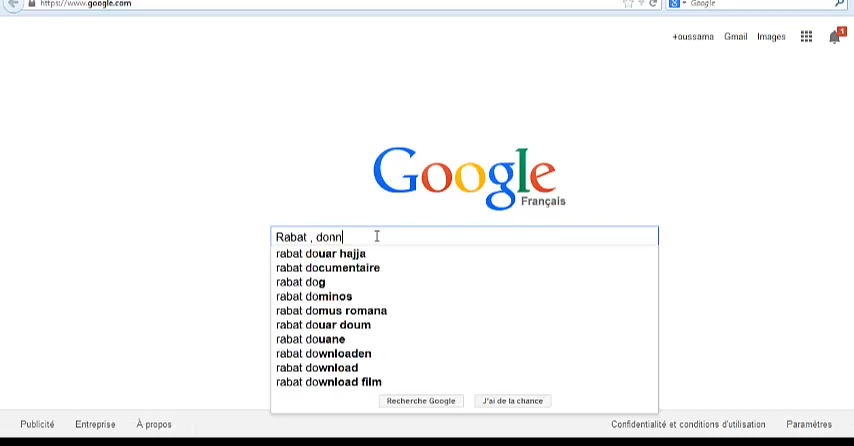 https://www.google.com
Google
+oussama Gmail Images
1
Google
Français
Rabat , donn
rabat douar hajja
rabat documentaire
rabat dog
rabat dominos
rabat domus romana
rabat douar doum
rabat douane
rabat downloaden
rabat download
rabat download film
Recherche Google J'ai de la chance
Publicité Entreprise À propos Confidentialité et conditions d'utilisation Paramètres